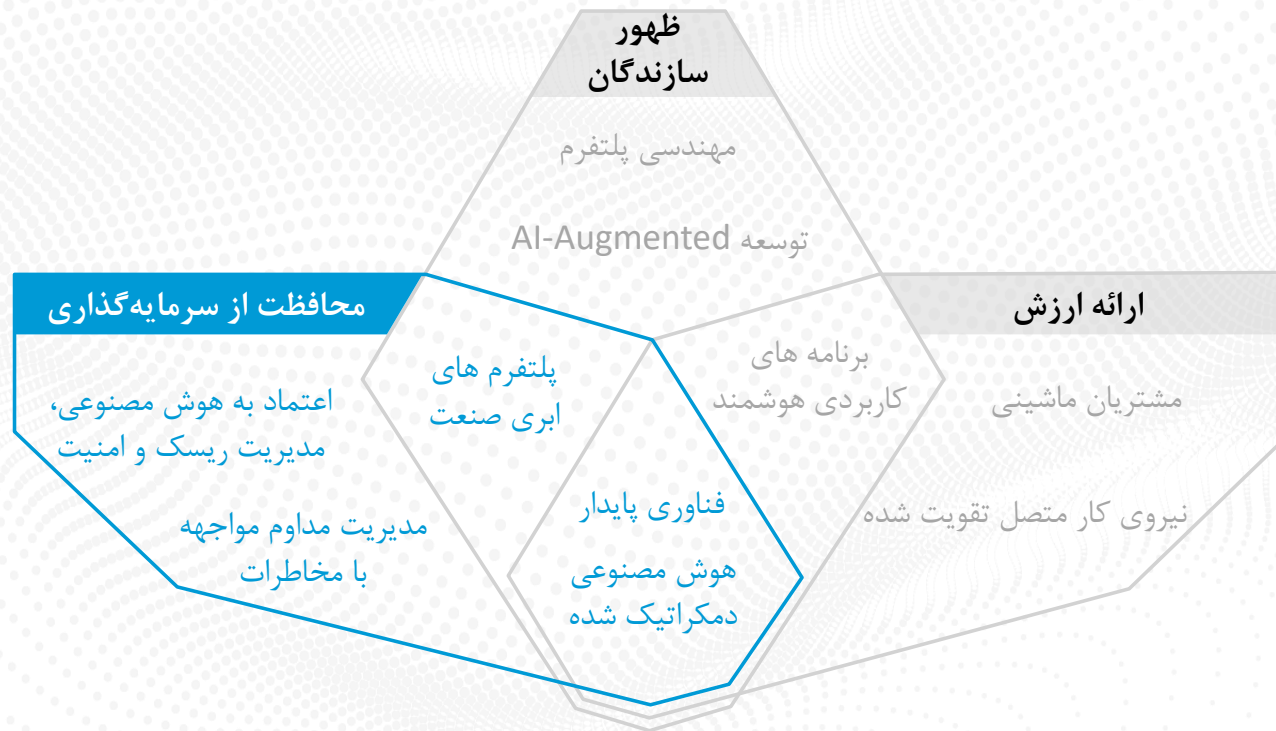 ظهور
سازندگان
مهندسی پلتفرم
توسعه AI-Augmented
محافظت از سرمایه‌گذاری
ارائه ارزش
پلتفرم های
ابری صنعت
برنامه های
کاربردی هوشمند
اعتماد به هوش مصنوعی،
مدیریت ریسک و امنیت
مشتریان ماشینی
مدیریت مداوم مواجهه
با مخاطرات
فناوری پایدار
هوش مصنوعی
دمکراتیک شده
نیروی کار متصل تقویت شده